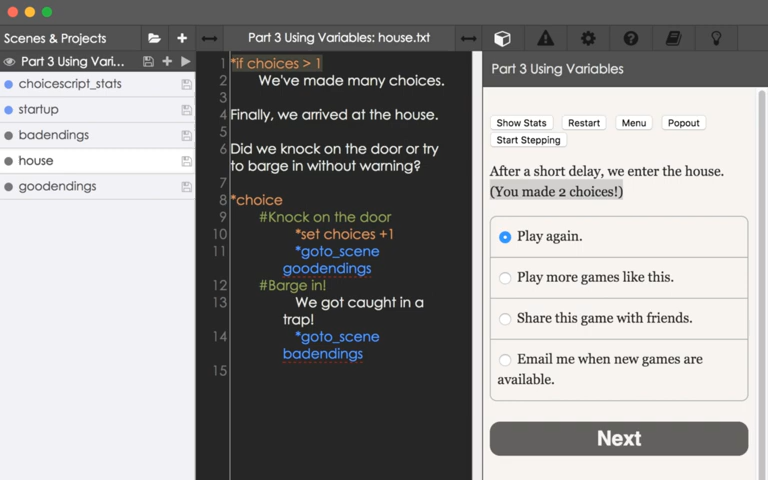 Scenes & Projects
Part 3 Using Vari...
choicescript_stats
startup
badendings
house
goodendings
Part 3 Using Variables: house.txt
1 *if choices > 1
2 We've made many choices.
3
4 Finally, we arrived at the house.
5
6 Did we knock on the door or try
to barge in without warning?
7
8 *choice
9 #Knock on the door
10 *set choices +1
11 *goto_scene
goodendings
12 #Barge in!
13 We got caught in a
trap!
14 *goto_scene
badendings
15
Part 3 Using Variables
Show Stats Restart Menu Popout
Start Stepping
After a short delay, we enter the house.
(You made 2 choices!)
Play again.
Play more games like this.
Share this game with friends.
Email me when new games are
available.
Next